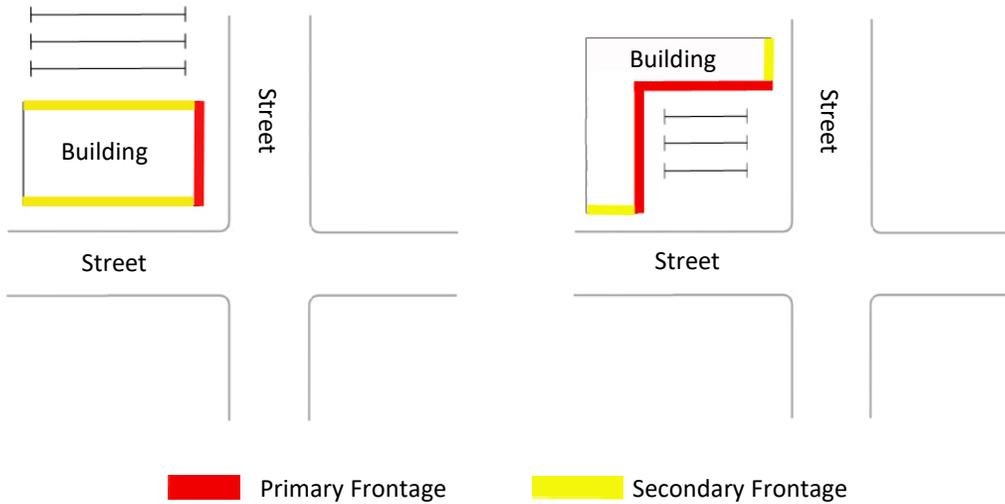 Building
Street
Street
Building
Street
Street
Primary Frontage
Secondary Frontage